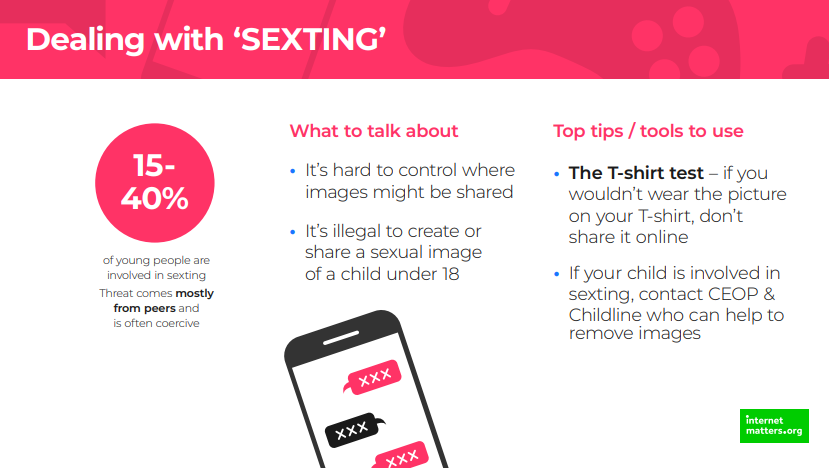 Dealing with ‘SEXTING’
15-
40%
of young people are
involved in sexting
Threat comes mostly
from peers and
is often coercive
What to talk about
• It’s hard to control where
images might be shared
• It’s illegal to create or
share a sexual image
of a child under 18
XXX
XXX
XXX
Top tips / tools to use
• The T-shirt test – if you
wouldn’t wear the picture
on your T-shirt, don’t
share it online
• If your child is involved in
sexting, contact CEOP &
Childline who can help to
remove images
internet
matters.org